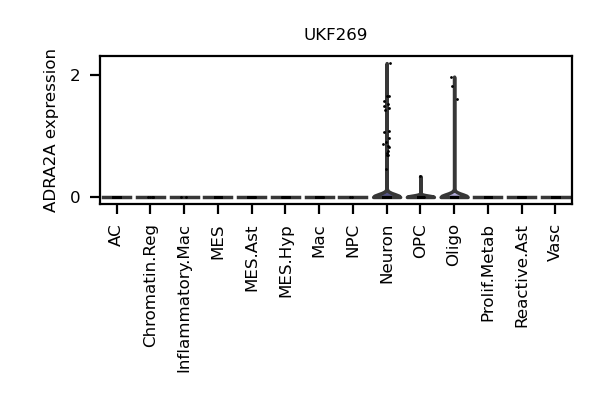 UKF269
ADRA2A expression
2
0
AC
Chromatin.Reg
Inflammatory.Mac
MES
MES.Ast
MES.Hyp
Mac
NPC
Neuron
OPC
Oligo
Prolif.Metab
Reactive.Ast
Vasc